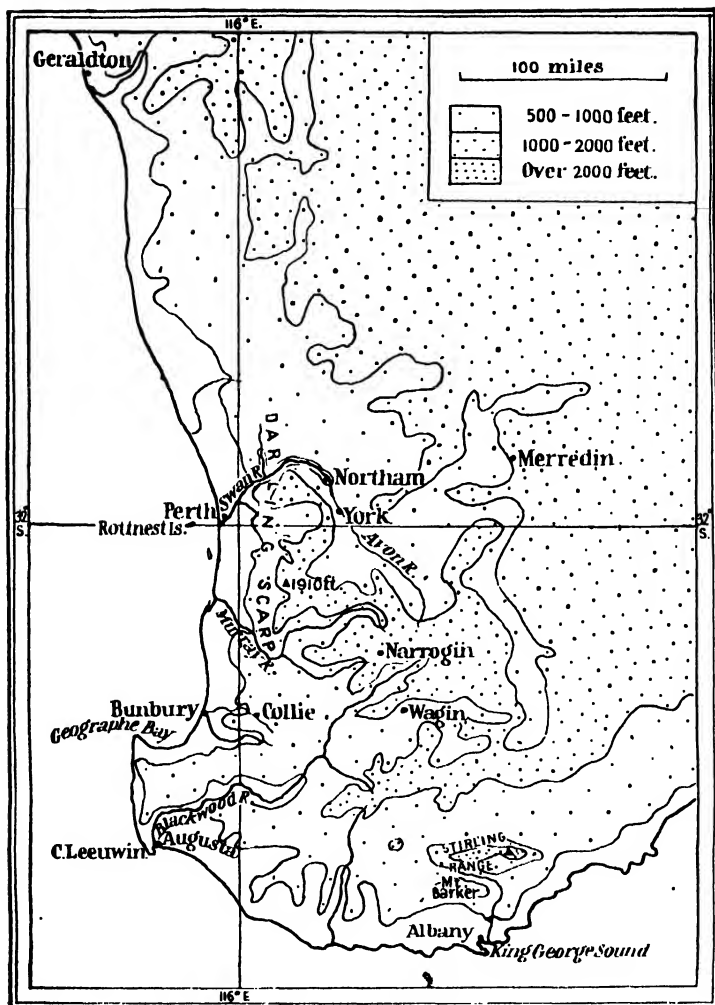 116° E.
Geraldton
100 miles
500 - 1000 feet.
1000 - 2000 feet.
Over 2000 feet.
DARLING SCARP
Merredin
Northam
Swan R.
Perth
York
32°
S.
Rottnest Is.
Avon R.
1910 ft.
Murray R.
Narrogin
Bunbury
Collie
Wagin
Geographe Bay
Blackwood R.
Augusta
C. Leeuwin
STIRLING
RANGE
Mt.
Barker
Albany
King George Sound
116° E